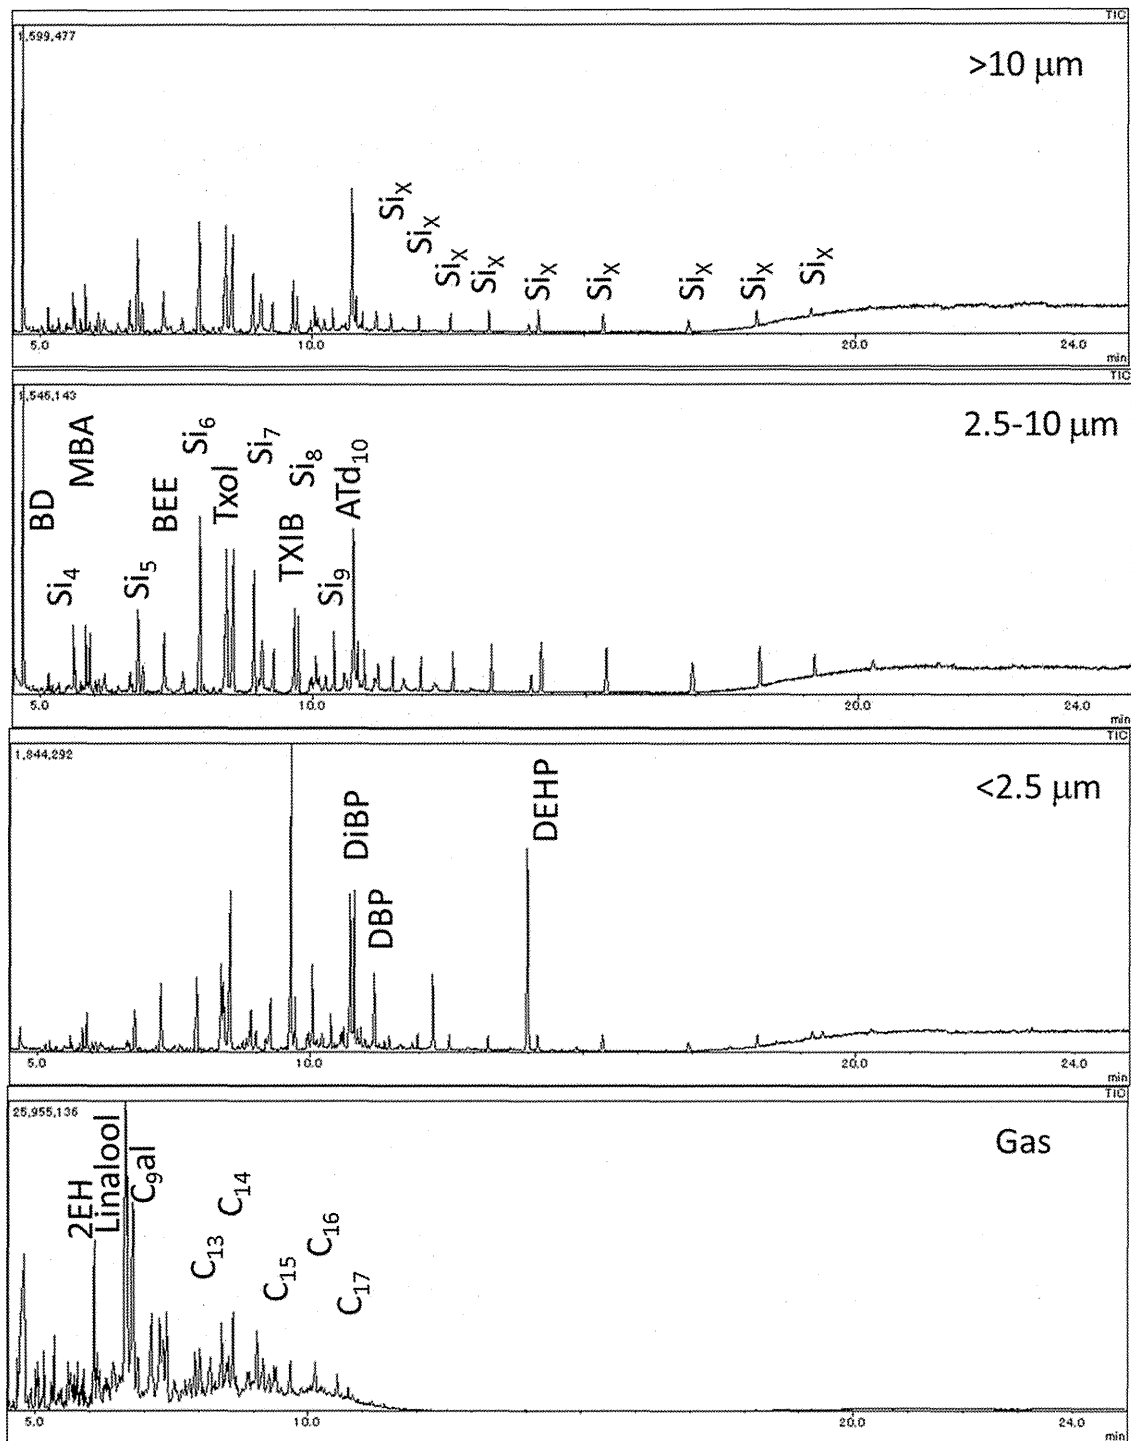 TIC
1,599,477
>10 μm
Si_X
Si_X
Si_X
Si_X
Si_X
Si_X
Si_X
Si_X
Si_X
5.0 10.0 20.0 24.0
min
TIC
1,546,143
2.5-10 μm
BD
Si_4
MBA
Si_5
BEE
Si_6
Txol
Si_7
TXIB
Si_8
Si_9
ATd_10
5.0 10.0 20.0 24.0
min
TIC
1,844,292
<2.5 μm
DiBP
DBP
DEHP
5.0 10.0 20.0 24.0
min
TIC
25,955,136
Gas
2EH
Linalool
C_9al
C_13
C_14
C_15
C_16
C_17
5.0 10.0 20.0 24.0
min